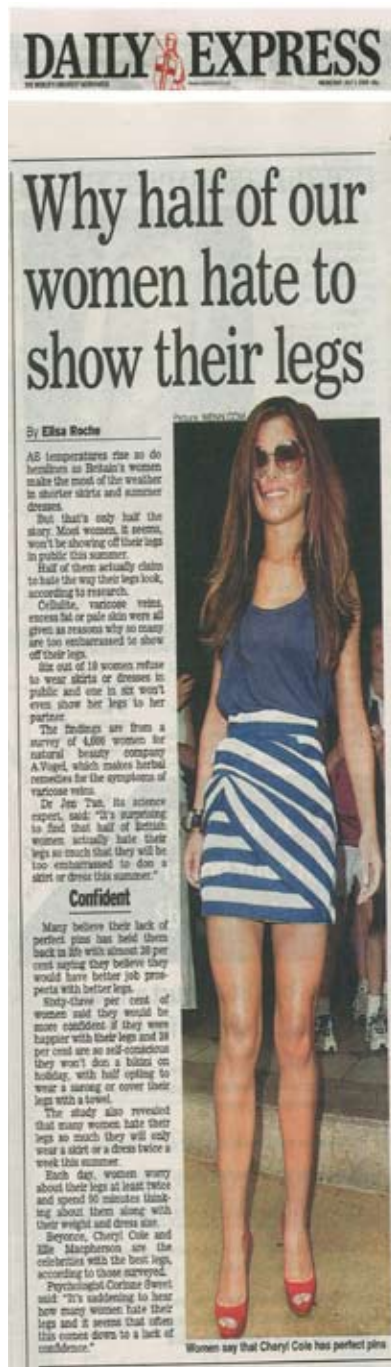 DAILY EXPRESS
THE WORLD'S GREATEST NEWSPAPER
Why half of our
women hate to
show their legs
By Elisa Roche
AS temperatures rise so do
hemlines as Britain's women
make the most of the weather
in shorter skirts and summer
dresses.
But that's only half the
story. Most women, it seems,
won't be showing off their legs
in public this summer.
Half of them actually claim
to hate the way their legs look,
according to research.
Cellulite, varicose veins,
excess fat or pale skin were all
given as reasons why so many
are too embarrassed to show
off their legs.
Six out of 10 women refuse
to wear skirts or dresses in
public and one in six won't
even show her legs to her
partner.
The findings are from a
survey of 4,000 women for
natural beauty company
A.Vogel, which makes herbal
remedies for the symptoms of
varicose veins.
Dr Jen Tan, its science
expert, said: "It's surprising
to find that half of British
women actually hate their
legs so much that they will be
too embarrassed to don a
skirt or dress this summer."
Confident
Many believe their lack of
perfect pins has held them
back in life with almost 20 per
cent saying they believe they
would have better job pros-
pects with better legs.
Sixty-three per cent of
women said they would be
more confident if they were
happier with their legs and
per cent are so self-conscious
they won't don a bikini on
holiday, with half opting to
wear a sarong or cover their
legs with a towel.
The study also revealed
that many women hate their
legs so much they will only
wear a skirt or a dress twice a
week this summer.
Each day, women worry
about their legs at least twice
and spend 90 minutes think-
ing about them along with
their weight and dress size.
Beyonce, Cheryl Cole and
Elle Macpherson are the
celebrities with the best legs,
according to those surveyed.
Psychologist Corinne Sweet
said: "It's saddening to hear
how many women hate their
legs and it seems that often
this comes down to a lack of
confidence."
Picture:
Women say that Cheryl Cole has perfect pins